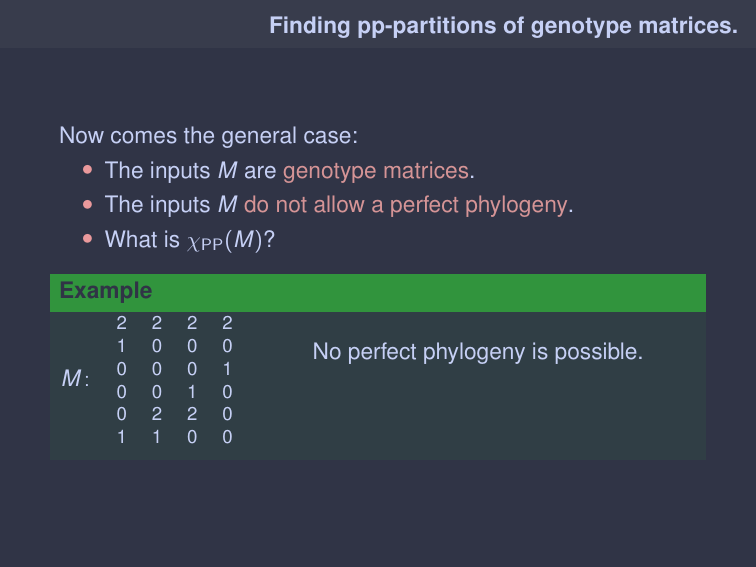 Finding pp-partitions of genotype matrices.
Now comes the general case:
• The inputs M are genotype matrices.
• The inputs M do not allow a perfect phylogeny.
• What is χPP(M)?
Example
M:
2 2 2 2
1 0 0 0
0 0 0 1
0 0 1 0
0 2 2 0
1 1 0 0
No perfect phylogeny is possible.